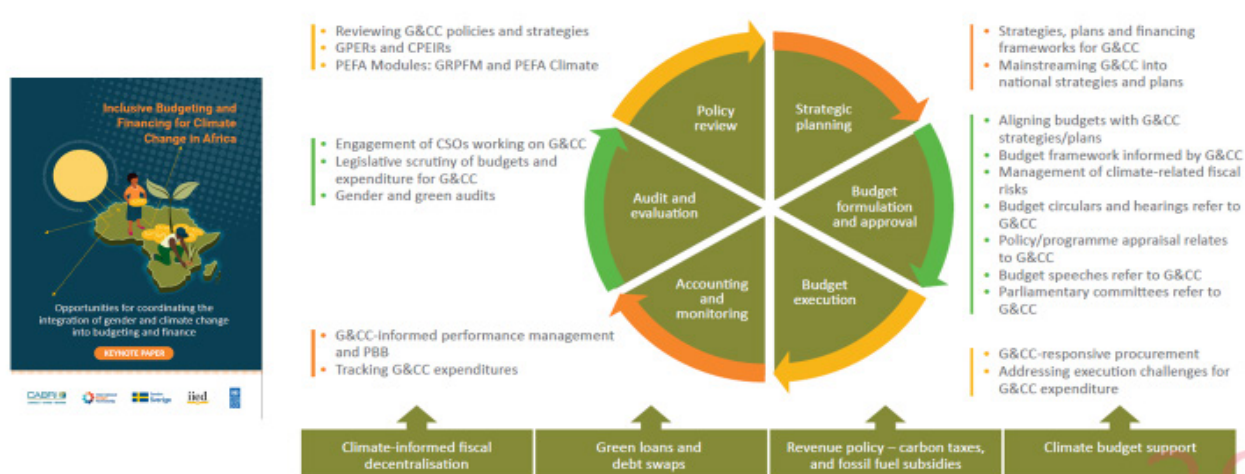 Inclusive Budgeting and
Financing for Climate
Change in Africa
Opportunities for coordinating the
integration of gender and climate change
into budgeting and finance
KEYNOTE PAPER
CABRI
Sverige
iied
• Reviewing G&CC policies and strategies
• GPERs and CPEIRs
• PEFA Modules: GRPFM and PEFA Climate
• Engagement of CSOs working on G&CC
• Legislative scrutiny of budgets and
expenditure for G&CC
• Gender and green audits
• G&CC-informed performance management
and PBB
• Tracking G&CC expenditures
Policy
review
Strategic
planning
Audit and
evaluation
Budget
formulation
and approval
Accounting
and
monitoring
Budget
execution
• Strategies, plans and financing
frameworks for G&CC
• Mainstreaming G&CC into
national strategies and plans
• Aligning budgets with G&CC
strategies/plans
• Budget framework informed by G&CC
• Management of climate-related fiscal
risks
• Budget circulars and hearings refer to
G&CC
• Policy/programme appraisal relates
to G&CC
• Budget speeches refer to G&CC
• Parliamentary committees refer to
G&CC
• G&CC-responsive procurement
• Addressing execution challenges for
G&CC expenditure
Climate-informed fiscal
decentralisation
Green loans and
debt swaps
Revenue policy – carbon taxes,
and fossil fuel subsidies
Climate budget support